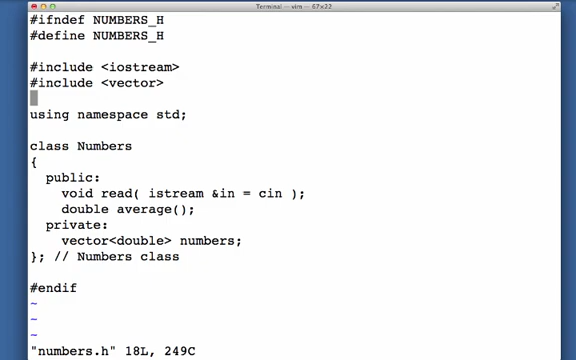 Terminal — vim — 67×22
#ifndef NUMBERS_H
#define NUMBERS_H
#include <iostream>
#include <vector>
using namespace std;
class Numbers
{
public:
void read( istream &in = cin );
double average();
private:
vector<double> numbers;
}; // Numbers class
#endif
~
~
~
"numbers.h" 18L, 249C